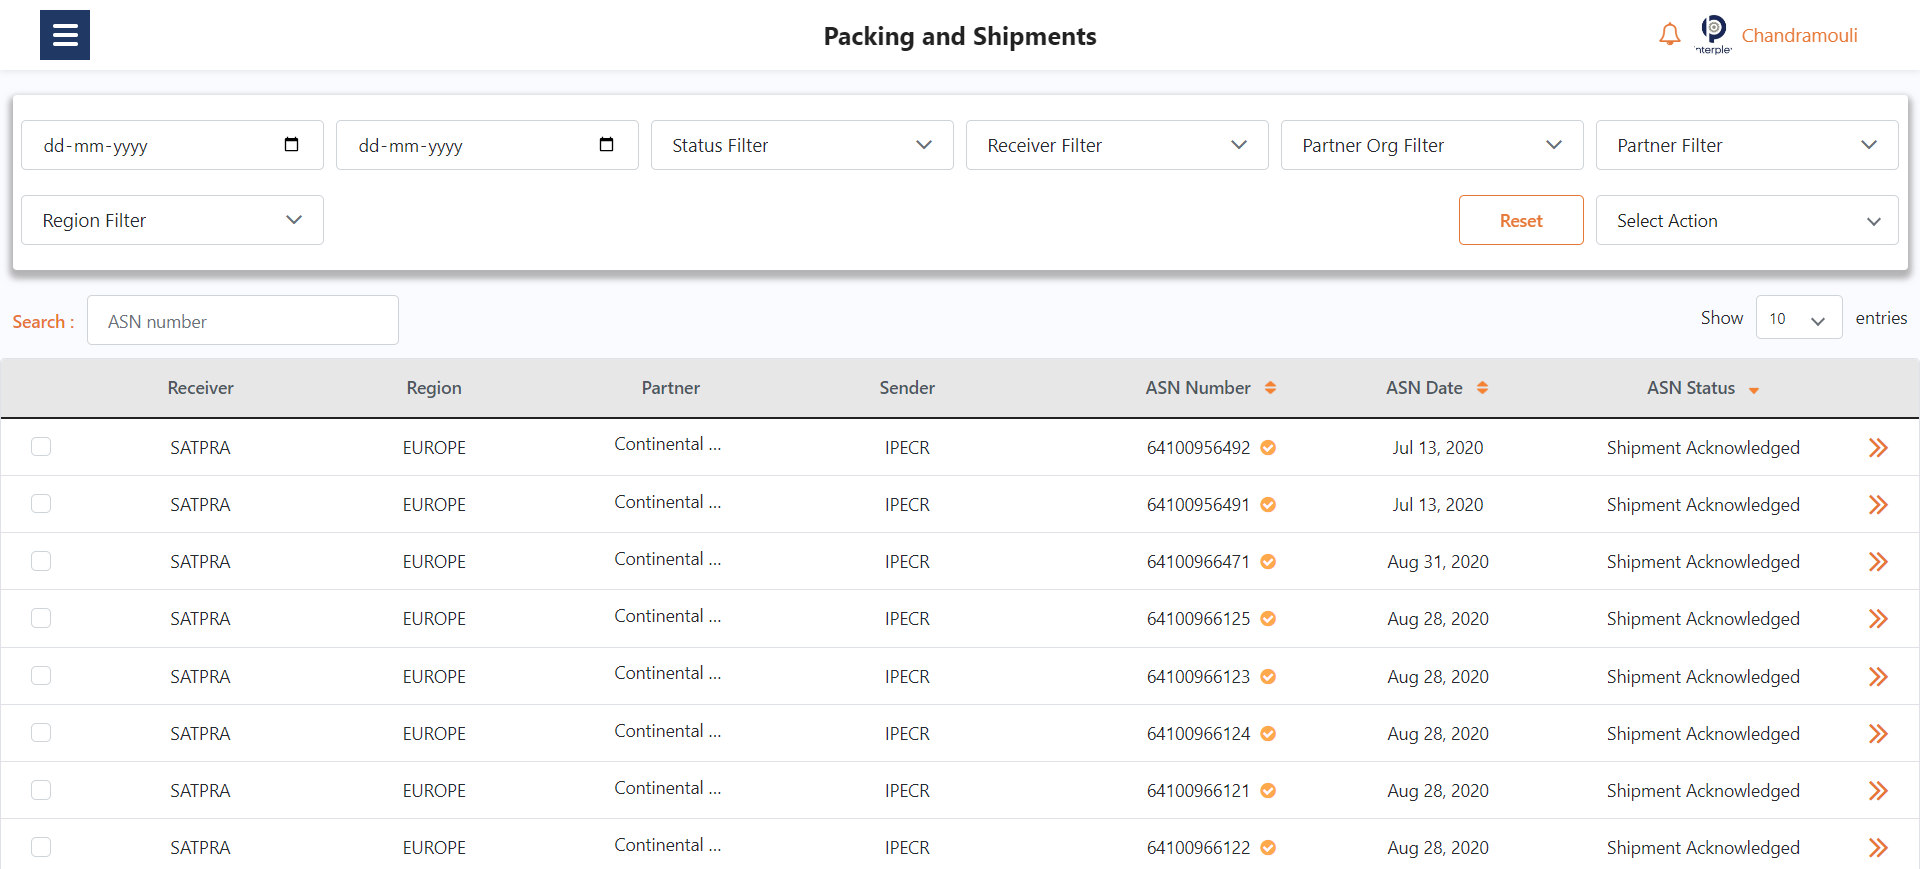 Packing and Shipments
nterple
Chandramouli
dd-mm-yyyy
dd-mm-yyyy
Status Filter
Receiver Filter
Partner Org Filter
Partner Filter
Region Filter
Reset
Select Action
Search :
ASN number
Show 10 entries
Receiver Region Partner Sender ASN Number ASN Date ASN Status
SATPRA EUROPE Continental ... IPECR 64100956492 Jul 13, 2020 Shipment Acknowledged
SATPRA EUROPE Continental ... IPECR 64100956491 Jul 13, 2020 Shipment Acknowledged
SATPRA EUROPE Continental ... IPECR 64100966471 Aug 31, 2020 Shipment Acknowledged
SATPRA EUROPE Continental ... IPECR 64100966125 Aug 28, 2020 Shipment Acknowledged
SATPRA EUROPE Continental ... IPECR 64100966123 Aug 28, 2020 Shipment Acknowledged
SATPRA EUROPE Continental ... IPECR 64100966124 Aug 28, 2020 Shipment Acknowledged
SATPRA EUROPE Continental ... IPECR 64100966121 Aug 28, 2020 Shipment Acknowledged
SATPRA EUROPE Continental ... IPECR 64100966122 Aug 28, 2020 Shipment Acknowledged